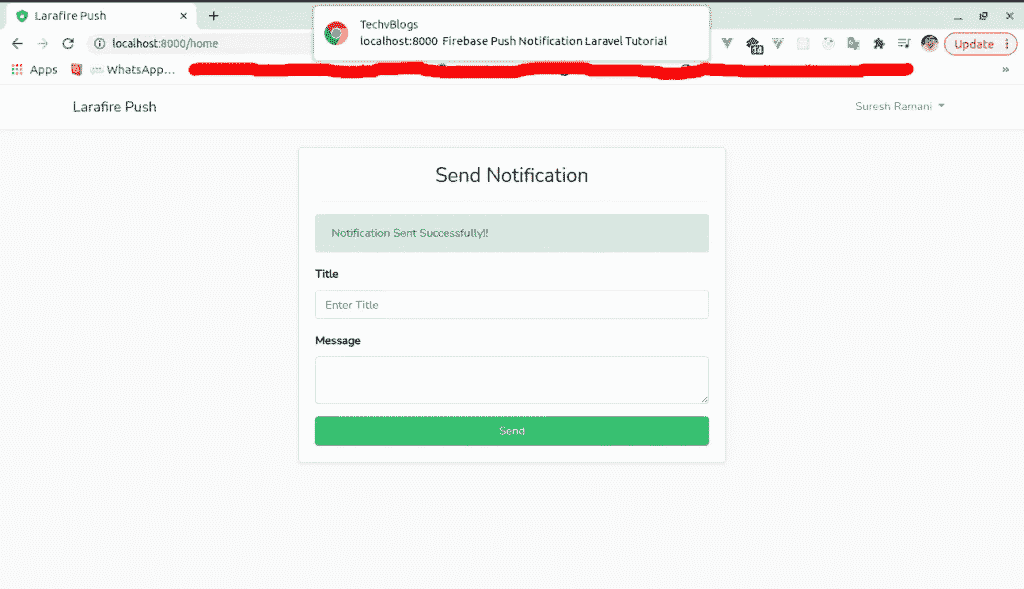 Larafire Push
TechvBlogs
localhost:8000 Firebase Push Notification Laravel Tutorial
localhost:8000/home
Update
Apps
WhatsApp...
Larafire Push
Suresh Ramani
Send Notification
Notification Sent Successfully!!
Title
Enter Title
Message
Send